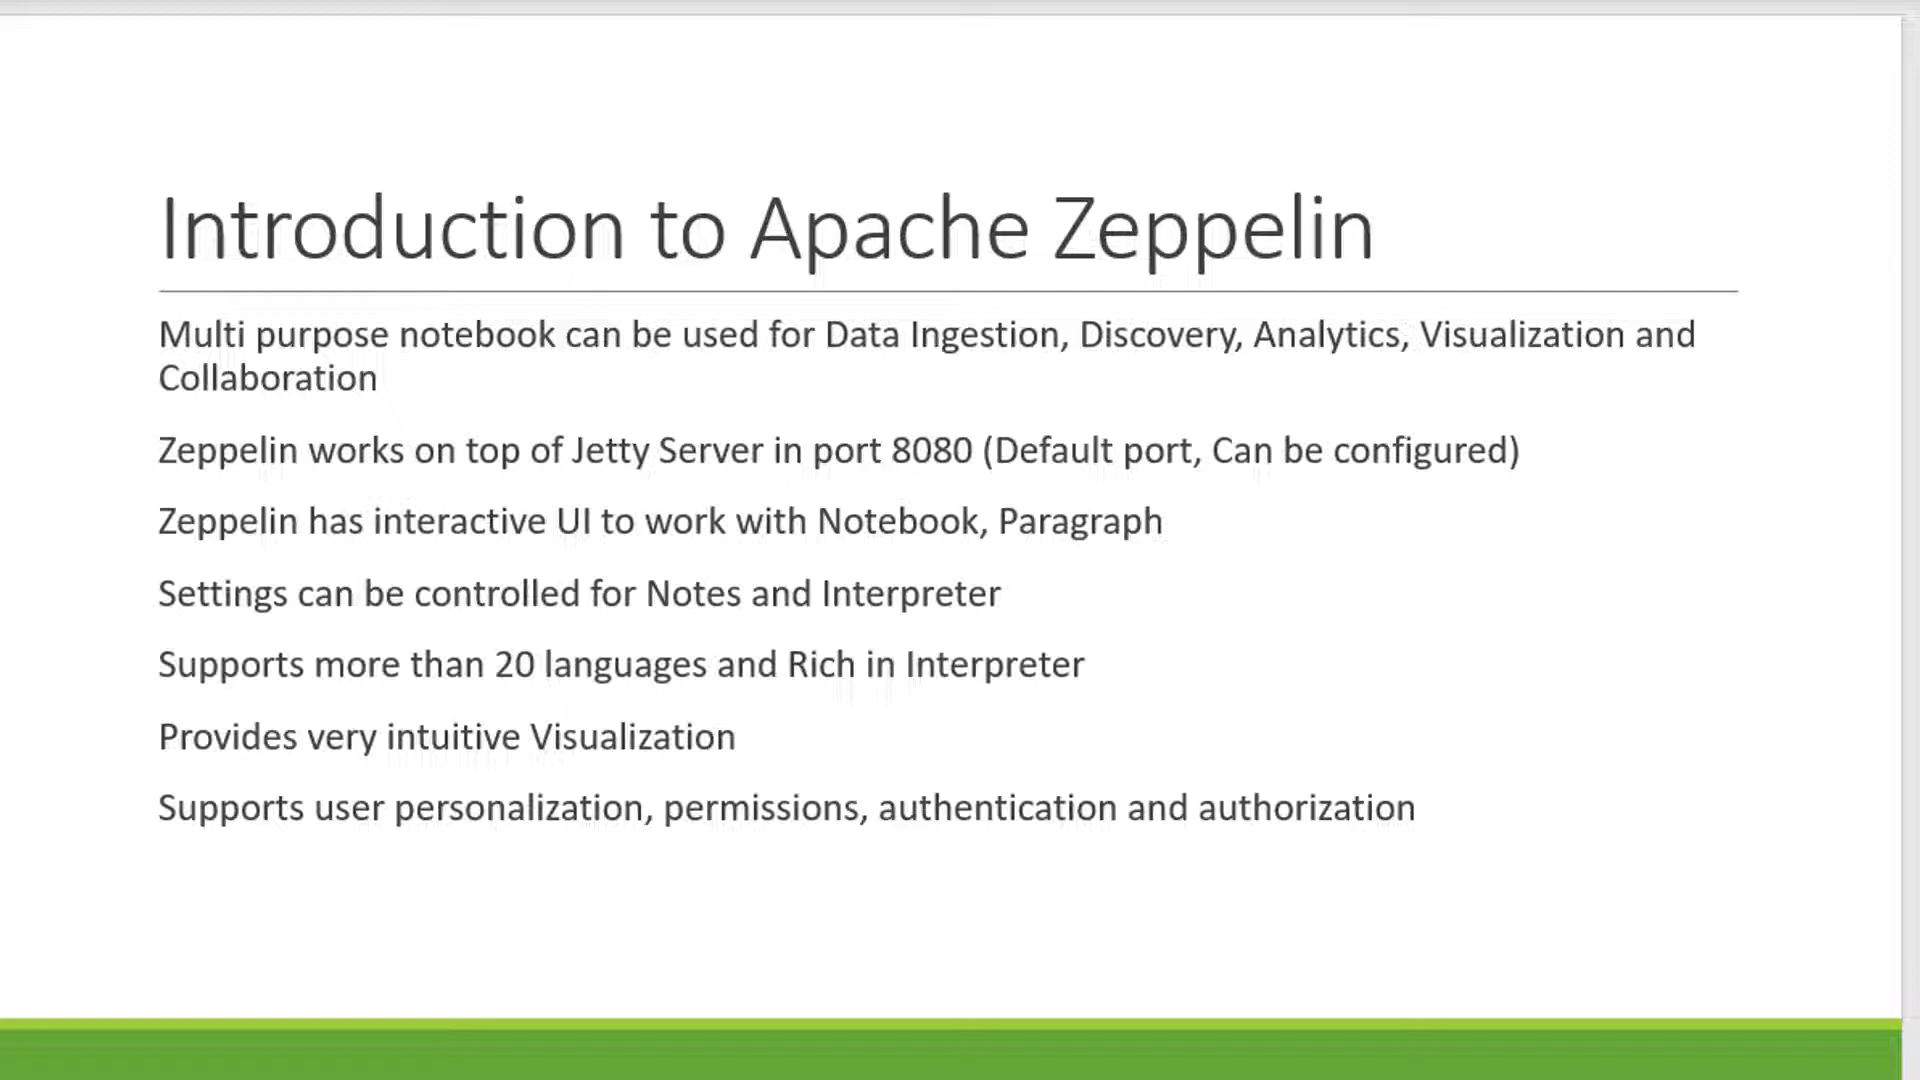 Introduction to Apache Zeppelin
Multi purpose notebook can be used for Data Ingestion, Discovery, Analytics, Visualization and
Collaboration
Zeppelin works on top of Jetty Server in port 8080 (Default port, Can be configured)
Zeppelin has interactive UI to work with Notebook, Paragraph
Settings can be controlled for Notes and Interpreter
Supports more than 20 languages and Rich in Interpreter
Provides very intuitive Visualization
Supports user personalization, permissions, authentication and authorization